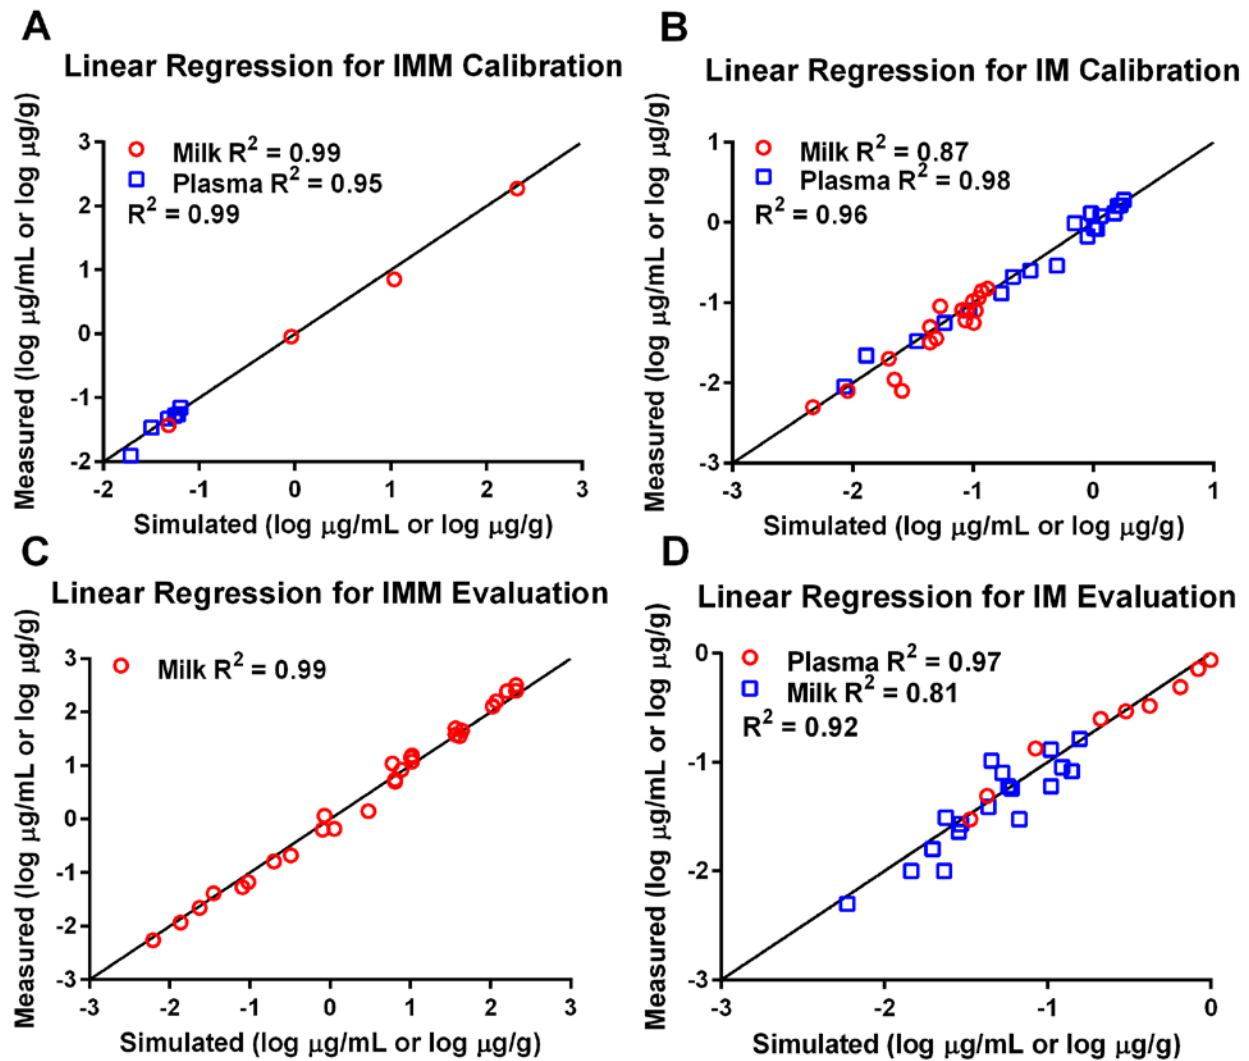 A
Linear Regression for IMM Calibration
Measured (log μg/mL or log μg/g)
3
2
1
0
-1
-2
Milk R² = 0.99
Plasma R² = 0.95
R² = 0.99
-2 -1 0 1 2 3
Simulated (log μg/mL or log μg/g)
B
Linear Regression for IM Calibration
Measured (log μg/mL or log μg/g)
1
0
-1
-2
-3
Milk R² = 0.87
Plasma R² = 0.98
R² = 0.96
-3 -2 -1 0 1
Simulated (log μg/mL or log μg/g)
C
Linear Regression for IMM Evaluation
Measured (log μg/mL or log μg/g)
3
2
1
0
-1
-2
-3
Milk R² = 0.99
-3 -2 -1 0 1 2 3
Simulated (log μg/mL or log μg/g)
D
Linear Regression for IM Evaluation
Measured (log μg/mL or log μg/g)
0
-1
-2
-3
Plasma R² = 0.97
Milk R² = 0.81
R² = 0.92
-3 -2 -1 0
Simulated (log μg/mL or log μg/g)